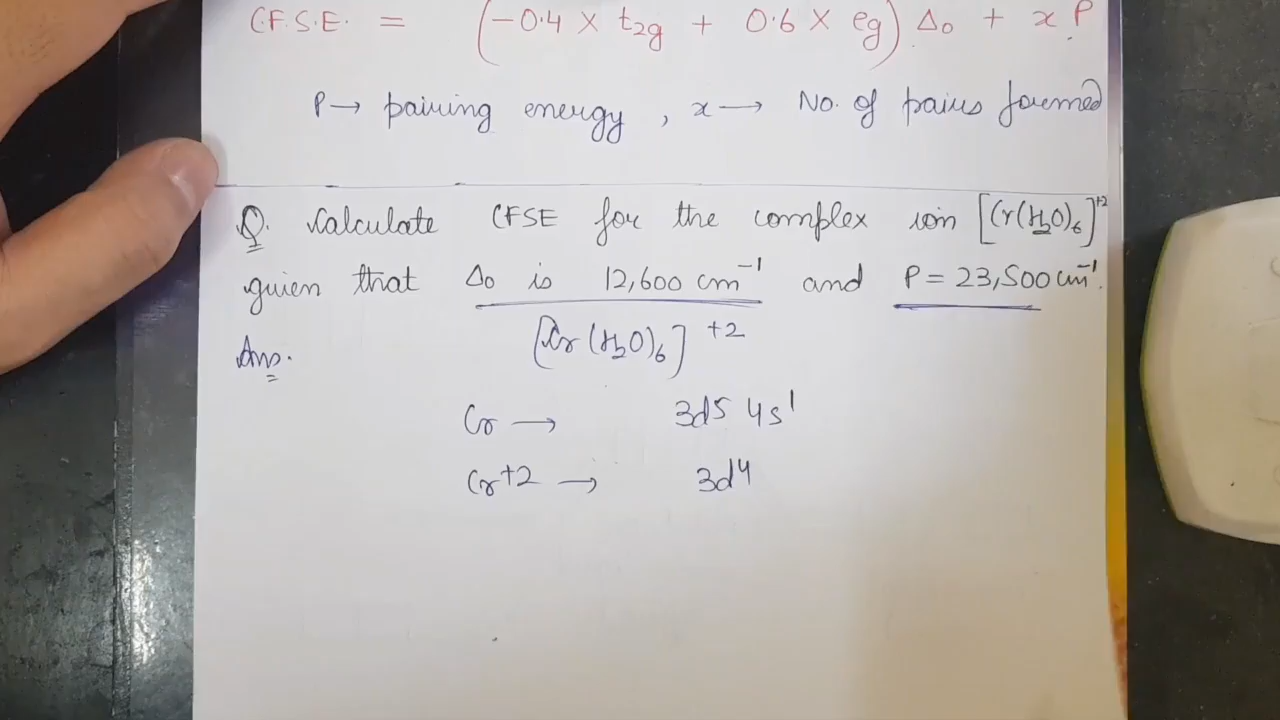 C.F.S.E. = (-0.4 X t2g + 0.6 X eg) Δo + x P
P → pairing energy, x → No. of pairs formed
Q. Calculate CFSE for the complex ion [Cr(H2O)6]+2
given that Δo is 12,600 cm-1 and P = 23,500 cm-1.
Ans. [Cr(H2O)6]+2
Cr → 3d5 4s1
Cr+2 → 3d4